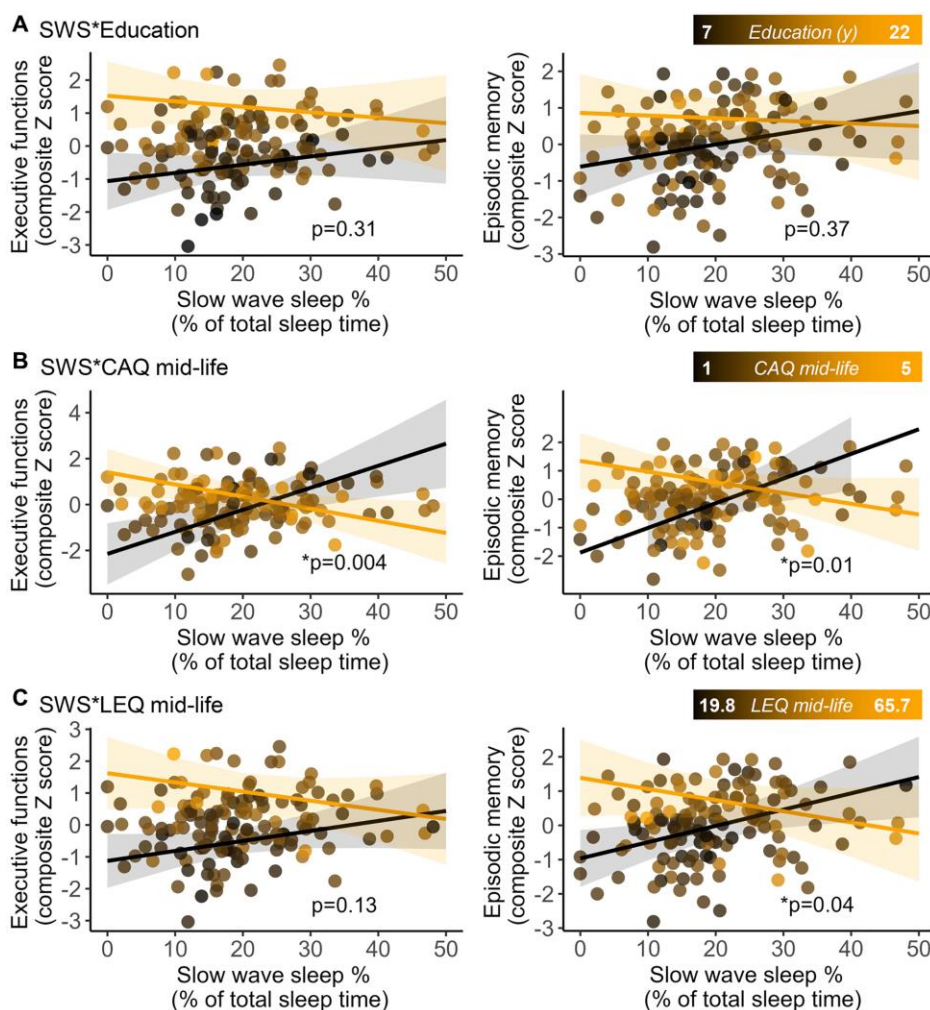 A SWS*Education
7 Education (y) 22
Executive functions
(composite Z score)
2
1
0
-1
-2
-3
p=0.31
0 10 20 30 40 50
Slow wave sleep %
(% of total sleep time)
Episodic memory
(composite Z score)
2
1
0
-1
-2
-3
p=0.37
0 10 20 30 40 50
Slow wave sleep %
(% of total sleep time)
B SWS*CAQ mid-life
1 CAQ mid-life 5
Executive functions
(composite Z score)
4
2
0
-2
*p=0.004
0 10 20 30 40 50
Slow wave sleep %
(% of total sleep time)
Episodic memory
(composite Z score)
4
2
1
0
-1
-2
*p=0.01
0 10 20 30 40 50
Slow wave sleep %
(% of total sleep time)
C SWS*LEQ mid-life
19.8 LEQ mid-life 65.7
Executive functions
(composite Z score)
3
2
1
0
-1
-2
-3
p=0.13
0 10 20 30 40 50
Slow wave sleep %
(% of total sleep time)
Episodic memory
(composite Z score)
2
1
0
-1
-2
-3
*p=0.04
0 10 20 30 40 50
Slow wave sleep %
(% of total sleep time)